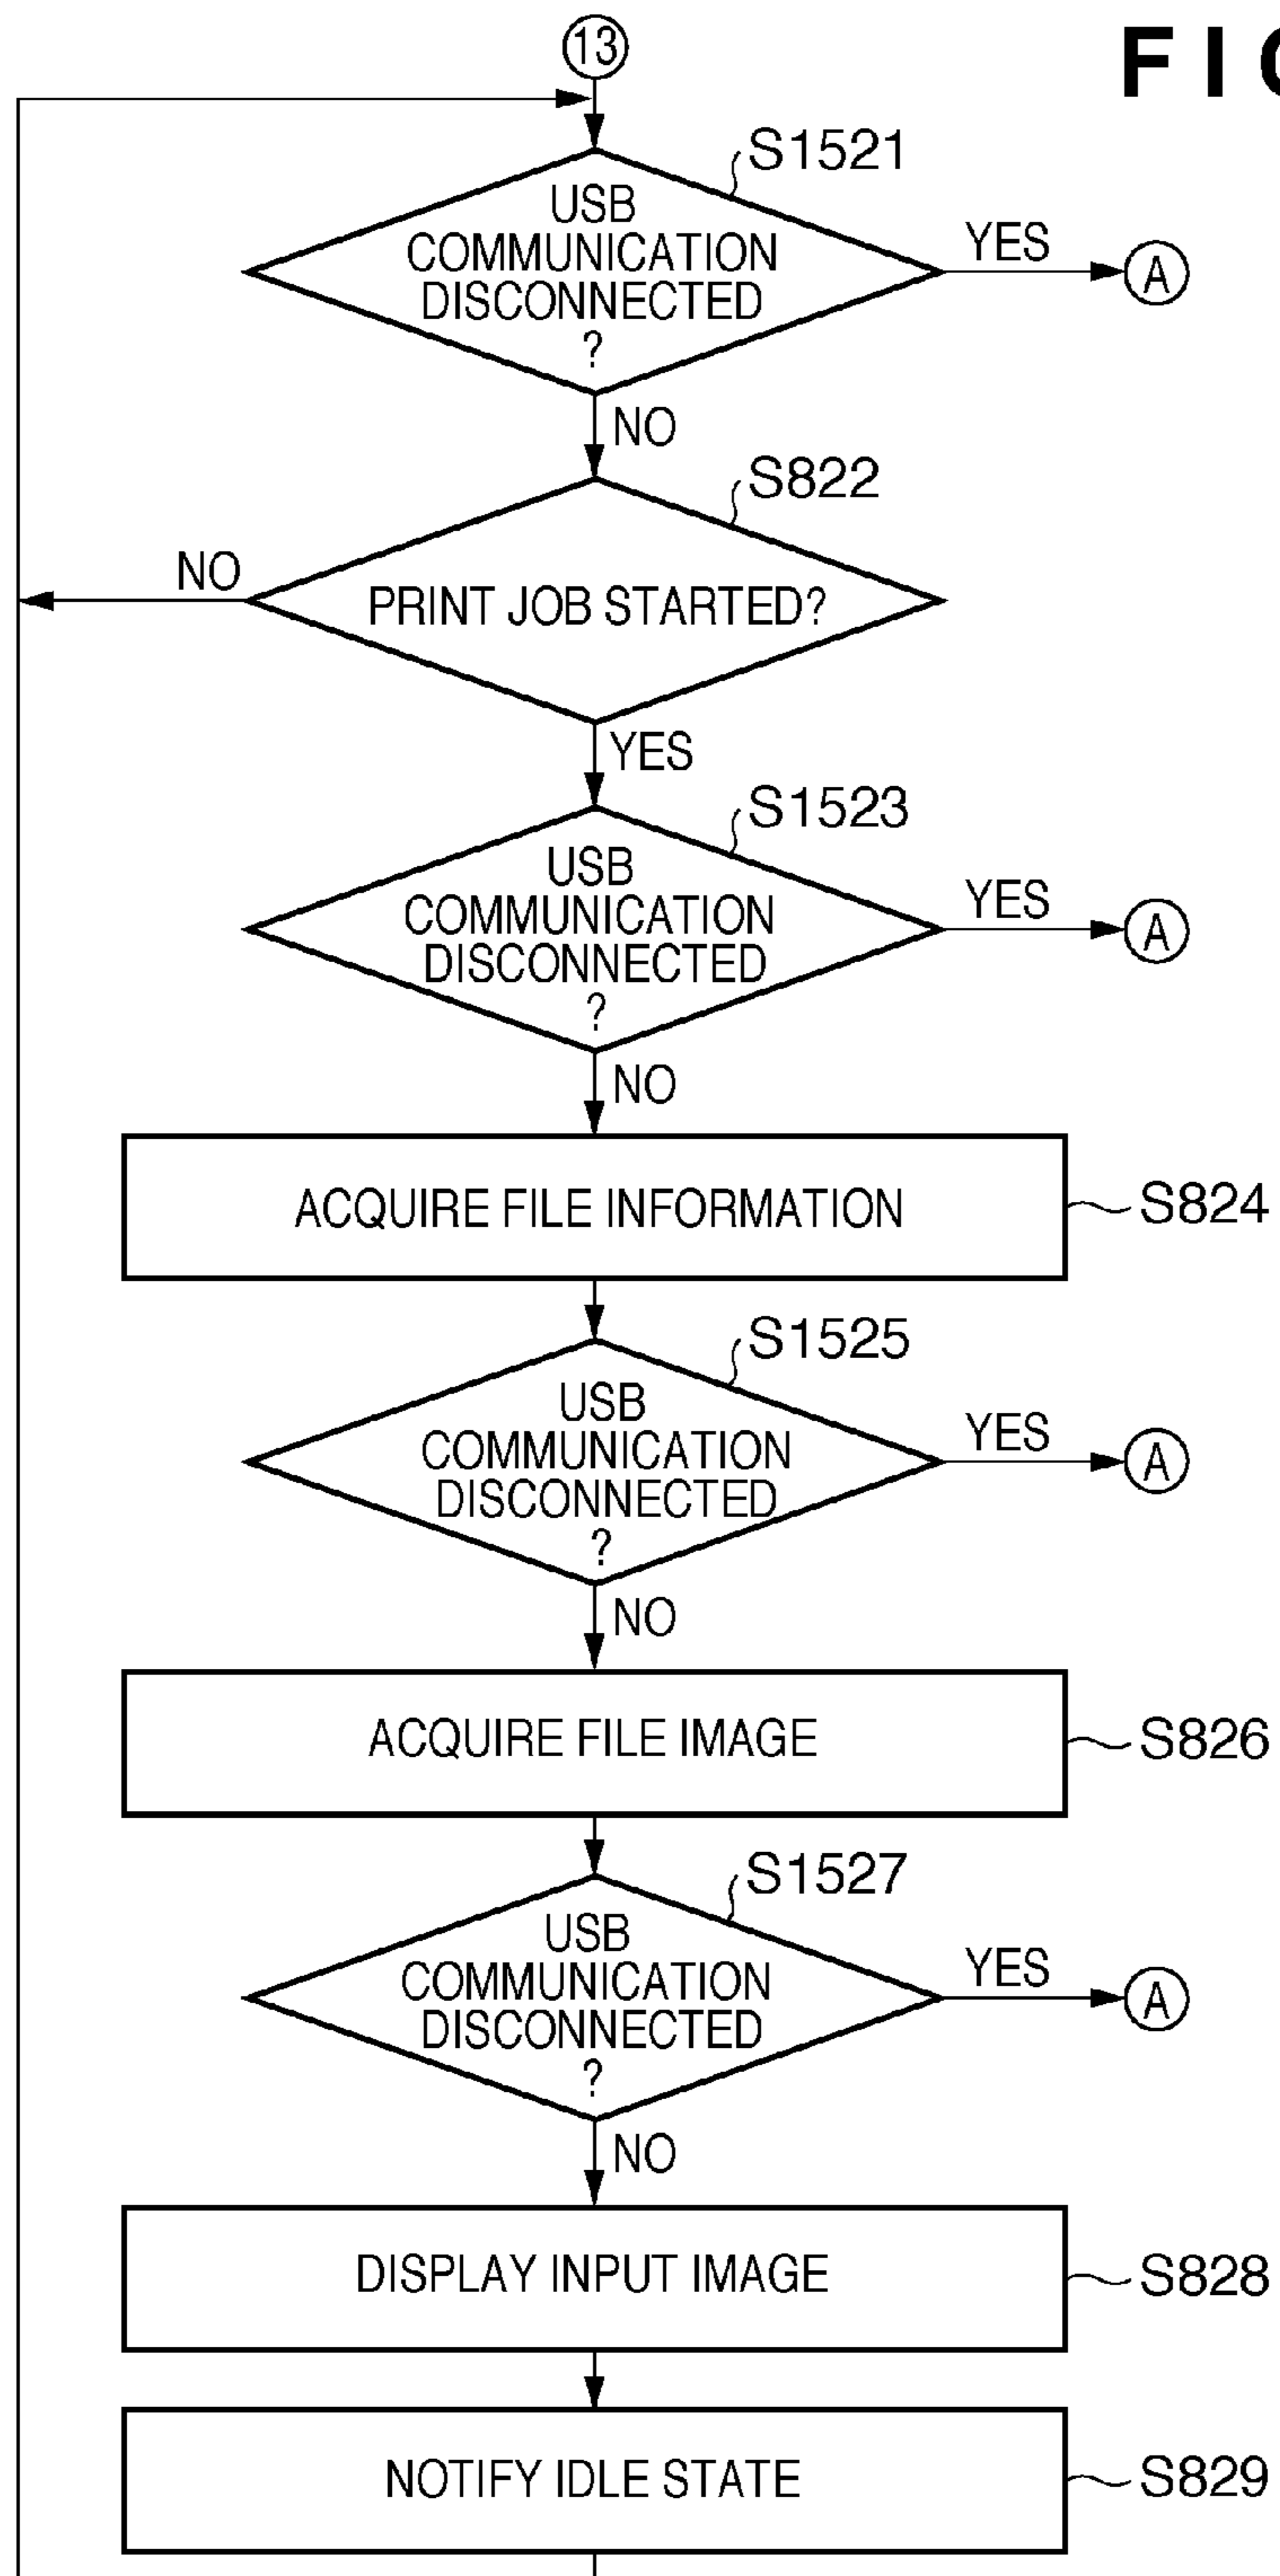 13
FIG
S1521
USB
COMMUNICATION
DISCONNECTED
?
YES
A
NO
S822
NO
PRINT JOB STARTED?
YES
S1523
USB
COMMUNICATION
DISCONNECTED
?
YES
A
NO
ACQUIRE FILE INFORMATION
S824
S1525
USB
COMMUNICATION
DISCONNECTED
?
YES
A
NO
ACQUIRE FILE IMAGE
S826
S1527
USB
COMMUNICATION
DISCONNECTED
?
YES
A
NO
DISPLAY INPUT IMAGE
S828
NOTIFY IDLE STATE
S829